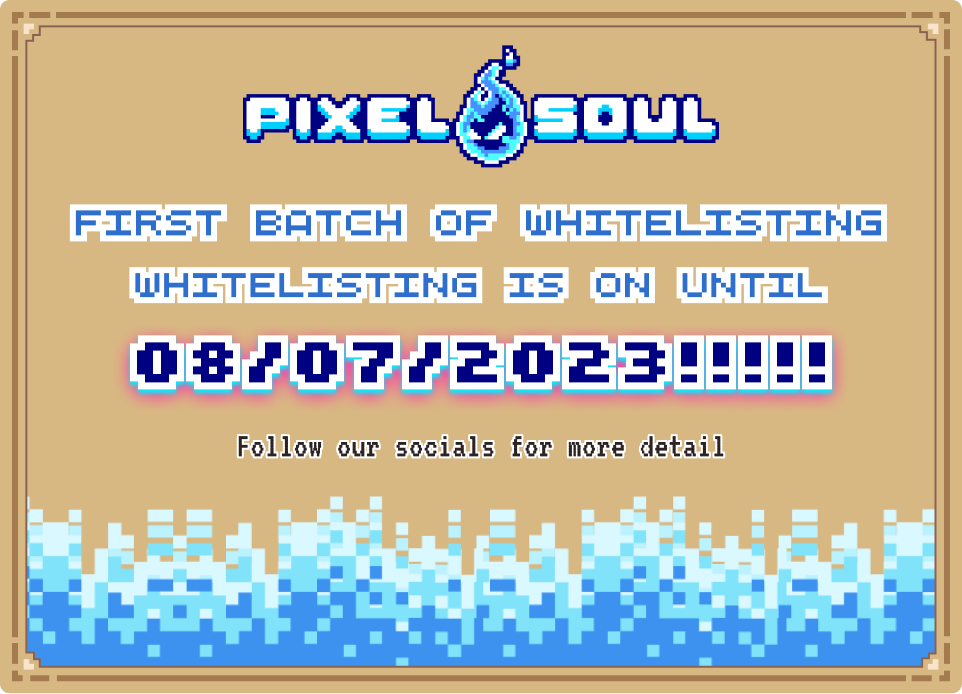 PIXEL SOUL
FIRST BATCH OF WHITELISTING
WHITELISTING IS ON UNTIL
08/07/2023!!!!!
Follow our socials for more detail